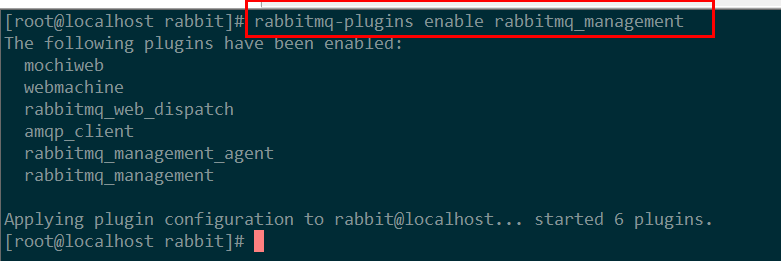 [root@localhost rabbit]# rabbitmq-plugins enable rabbitmq_management
The following plugins have been enabled:
  mochiweb
  webmachine
  rabbitmq_web_dispatch
  amqp_client
  rabbitmq_management_agent
  rabbitmq_management
Applying plugin configuration to rabbit@localhost... started 6 plugins.
[root@localhost rabbit]#